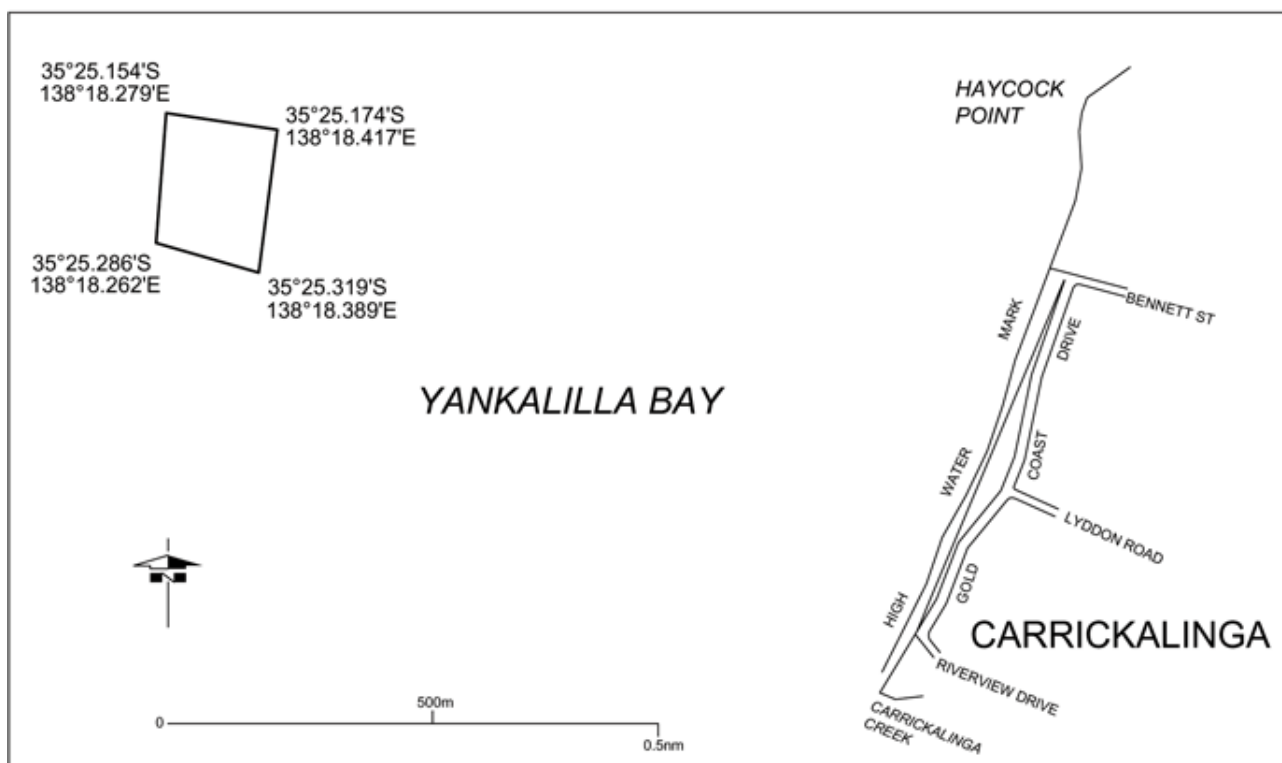 35°25.154'S
138°18.279'E
35°25.174'S
138°18.417'E
35°25.286'S
138°18.262'E
35°25.319'S
138°18.389'E
HAYCOCK
POINT
BENNETT ST
MARK
DRIVE
YANKALILLA BAY
COAST
WATER
LYDDON ROAD
GOLD
HIGH
CARRICKALINGA
RIVERVIEW DRIVE
CARRICKALINGA
CREEK
N
0
500m
0.5nm